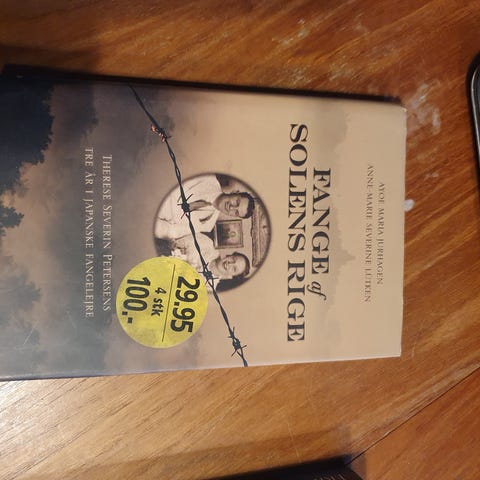 AYOE MARIA JURHAGEN
ANNE-MARIE SEVERINE LÜTKEN
FANGE af
SOLENS RIGE
29.95
4 stk
100.-
THERESE SEVERIN PETERSENS
TRE ÅR I JAPANSKE FANGELEJRE